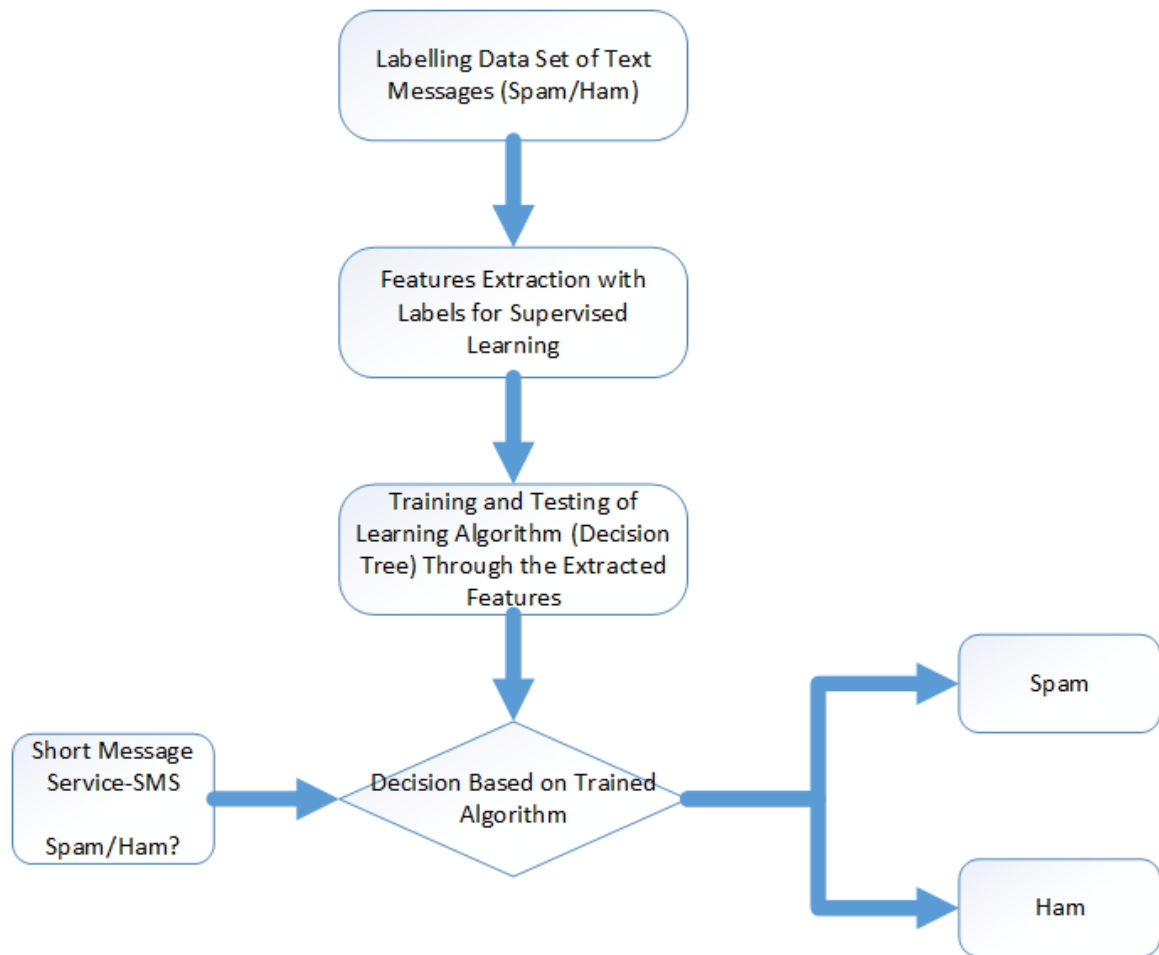 Labelling Data Set of Text
Messages (Spam/Ham)
Features Extraction with
Labels for Supervised
Learning
Training and Testing of
Learning Algorithm (Decision
Tree) Through the Extracted
Features
Short Message
Service-SMS
Spam/Ham?
Decision Based on Trained
Algorithm
Spam
Ham